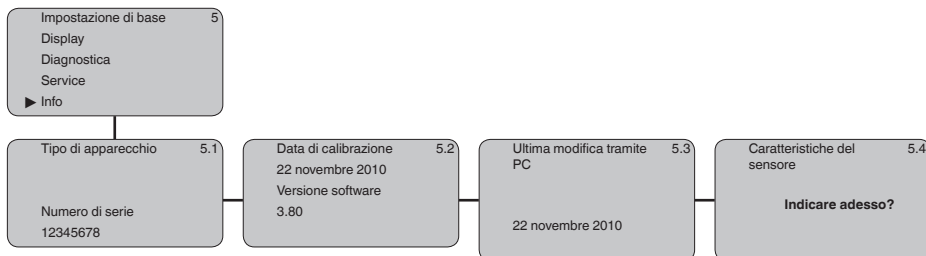 Impostazione di base 5
Display
Diagnostica
Service
▶ Info
Tipo di apparecchio 5.1
Numero di serie
12345678
Data di calibrazione 5.2
22 novembre 2010
Versione software
3.80
Ultima modifica tramite 5.3
PC
22 novembre 2010
Caratteristiche del 5.4
sensore
Indicare adesso?